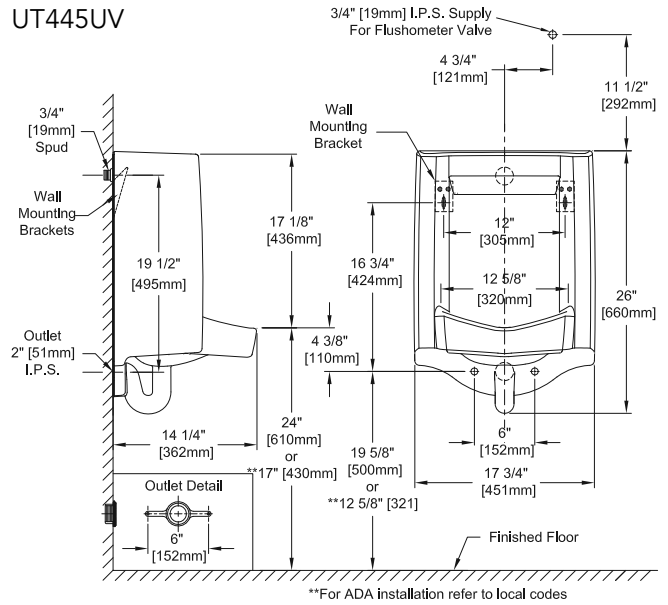 UT445UV
3/4" [19mm] I.P.S. Supply
For Flushometer Valve
4 3/4"
[121mm]
11 1/2"
[292mm]
3/4"
[19mm]
Spud
Wall
Mounting
Bracket
Wall
Mounting
Brackets
17 1/8"
[436mm]
12"
[305mm]
19 1/2"
[495mm]
16 3/4"
[424mm]
12 5/8"
[320mm]
26"
[660mm]
Outlet
2" [51mm]
I.P.S.
4 3/8"
[110mm]
14 1/4"
[362mm]
24"
[610mm]
or
**17" [430mm]
19 5/8"
[500mm]
or
**12 5/8" [321]
6"
[152mm]
17 3/4"
[451mm]
Outlet Detail
6"
[152mm]
Finished Floor
**For ADA installation refer to local codes